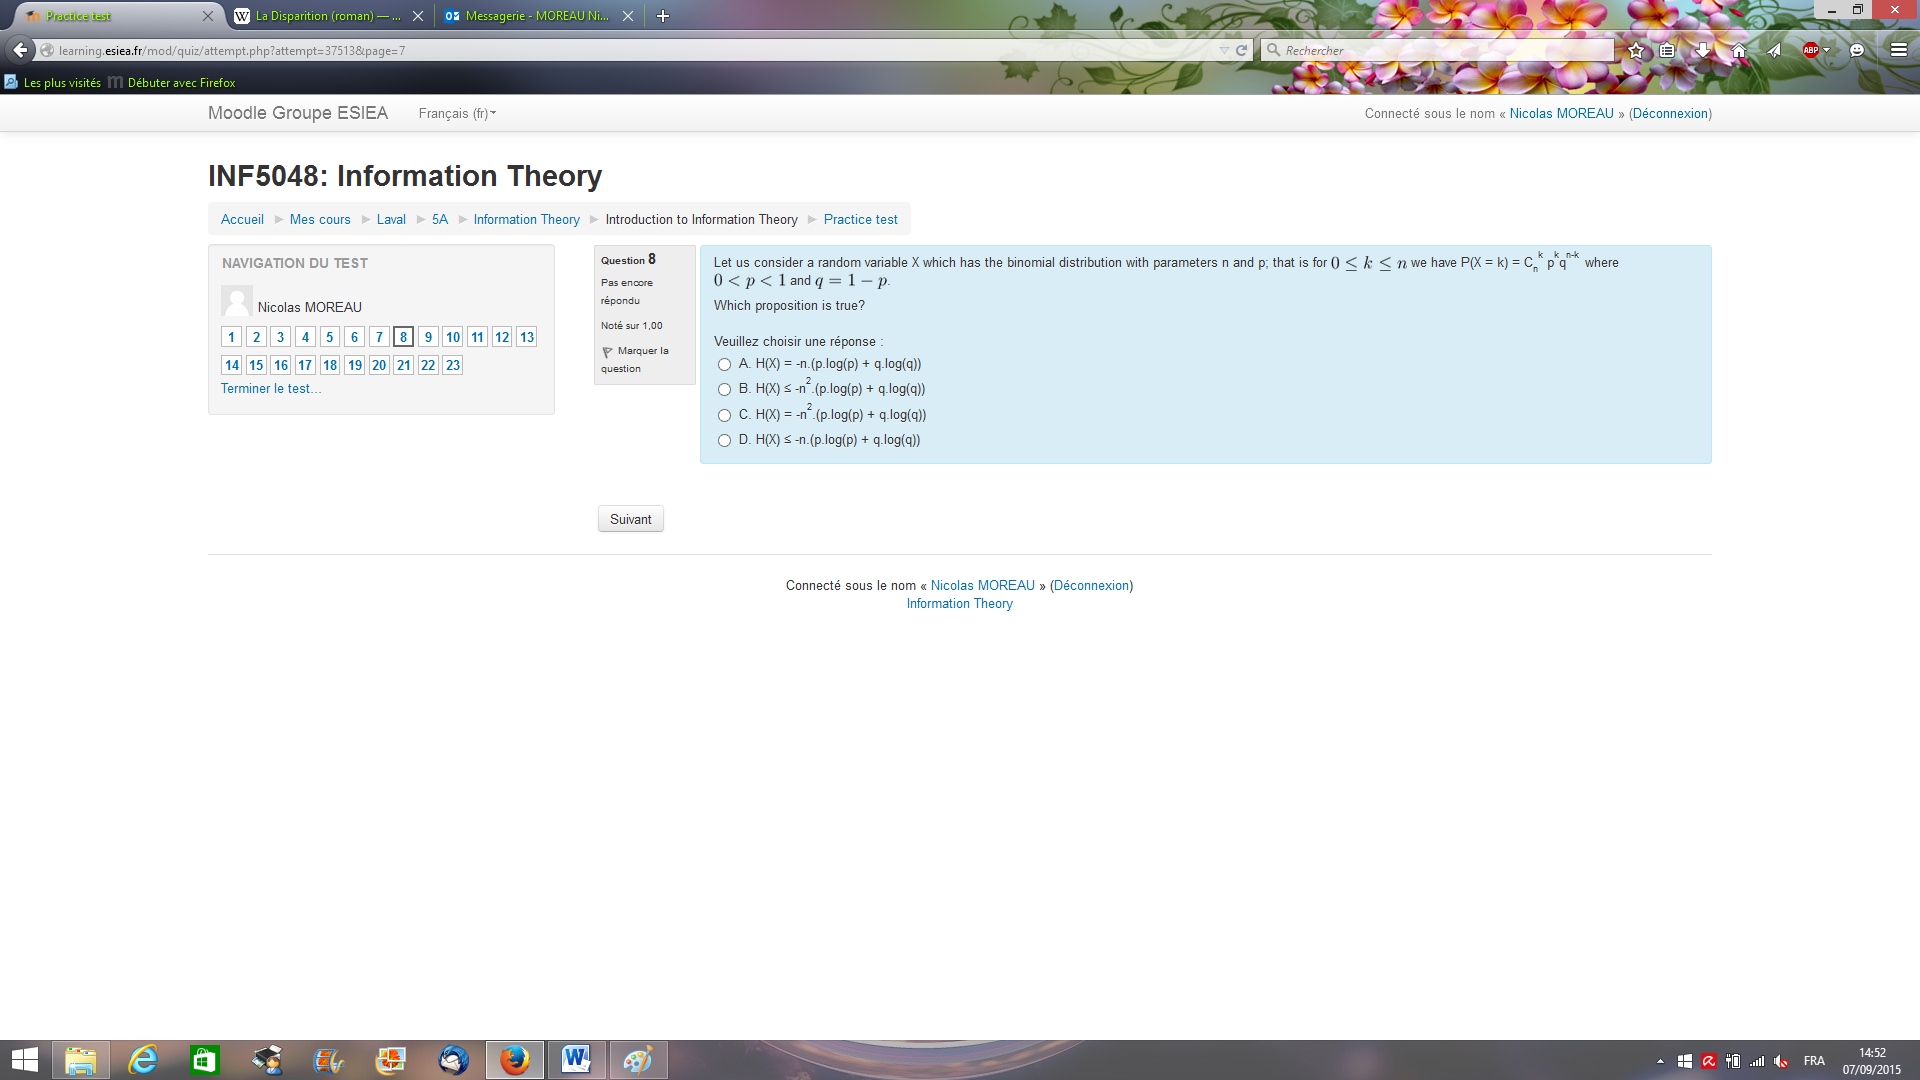 Practice test
La Disparition (roman) — ...
Messagerie - MOREAU Ni...
learning.esiea.fr/mod/quiz/attempt.php?attempt=37513&page=7
Rechercher
ABP
Les plus visités
Débuter avec Firefox
Moodle Groupe ESIEA
Français (fr)
Connecté sous le nom « Nicolas MOREAU » (Déconnexion)
INF5048: Information Theory
Accueil ► Mes cours ► Laval ► 5A ► Information Theory ► Introduction to Information Theory ► Practice test
NAVIGATION DU TEST
Nicolas MOREAU
1 2 3 4 5 6 7 8 9 10 11 12 13
14 15 16 17 18 19 20 21 22 23
Terminer le test...
Question 8
Pas encore
répondu
Noté sur 1,00
Marquer la
question
Let us consider a random variable X which has the binomial distribution with parameters n and p; that is for 0 ≤ k ≤ n we have P(X = k) = Cₙᵏ pᵏqⁿ⁻ᵏ where
0 < p < 1 and q = 1 − p.
Which proposition is true?
Veuillez choisir une réponse :
A. H(X) = -n.(p.log(p) + q.log(q))
B. H(X) ≤ -n².(p.log(p) + q.log(q))
C. H(X) = -n².(p.log(p) + q.log(q))
D. H(X) ≤ -n.(p.log(p) + q.log(q))
Suivant
Connecté sous le nom « Nicolas MOREAU » (Déconnexion)
Information Theory
FRA
14:52
07/09/2015